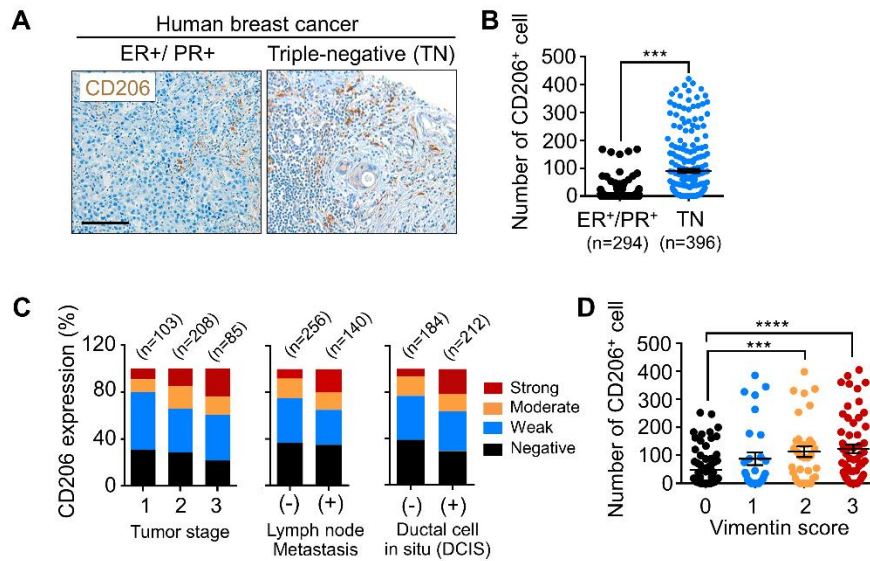 A
Human breast cancer
ER+/ PR+
Triple-negative (TN)
CD206
B
***
Number of CD206+ cell
500
400
300
200
100
0
ER+/PR+
TN
(n=294)
(n=396)
C
CD206 expression (%)
120
80
40
0
(n=103)
(n=208)
(n=85)
(n=256)
(n=140)
(n=184)
(n=212)
Strong
Moderate
Weak
Negative
1 2 3
Tumor stage
(-) (+)
Lymph node
Metastasis
(-) (+)
Ductal cell
in situ (DCIS)
D
****
***
Number of CD206+ cell
500
400
300
200
100
0
0 1 2 3
Vimentin score